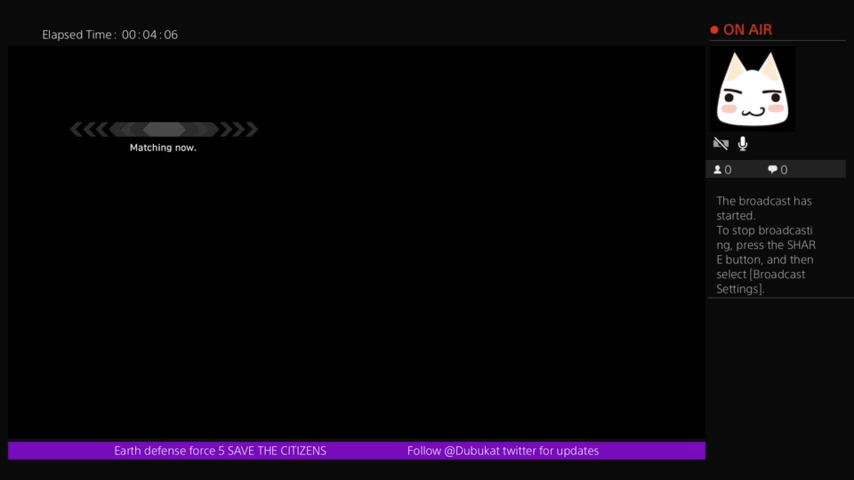 Elapsed Time: 00:04:06
ON AIR
Matching now.
0 0
The broadcast has
started.
To stop broadcasti
ng, press the SHAR
E button, and then
select [Broadcast
Settings].
Earth defense force 5 SAVE THE CITIZENS Follow @Dubukat twitter for updates